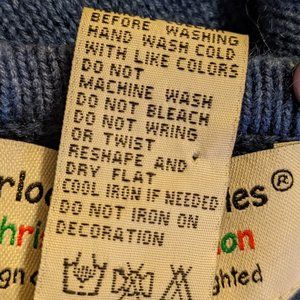 BEFORE WASHING
HAND WASH COLD
WITH LIKE COLORS
DO NOT
MACHINE WASH
DO NOT BLEACH
DO NOT WRING
OR TWIST
RESHAPE AND
DRY FLAT
COOL IRON IF NEEDED
DO NOT IRON ON
DECORATION
®